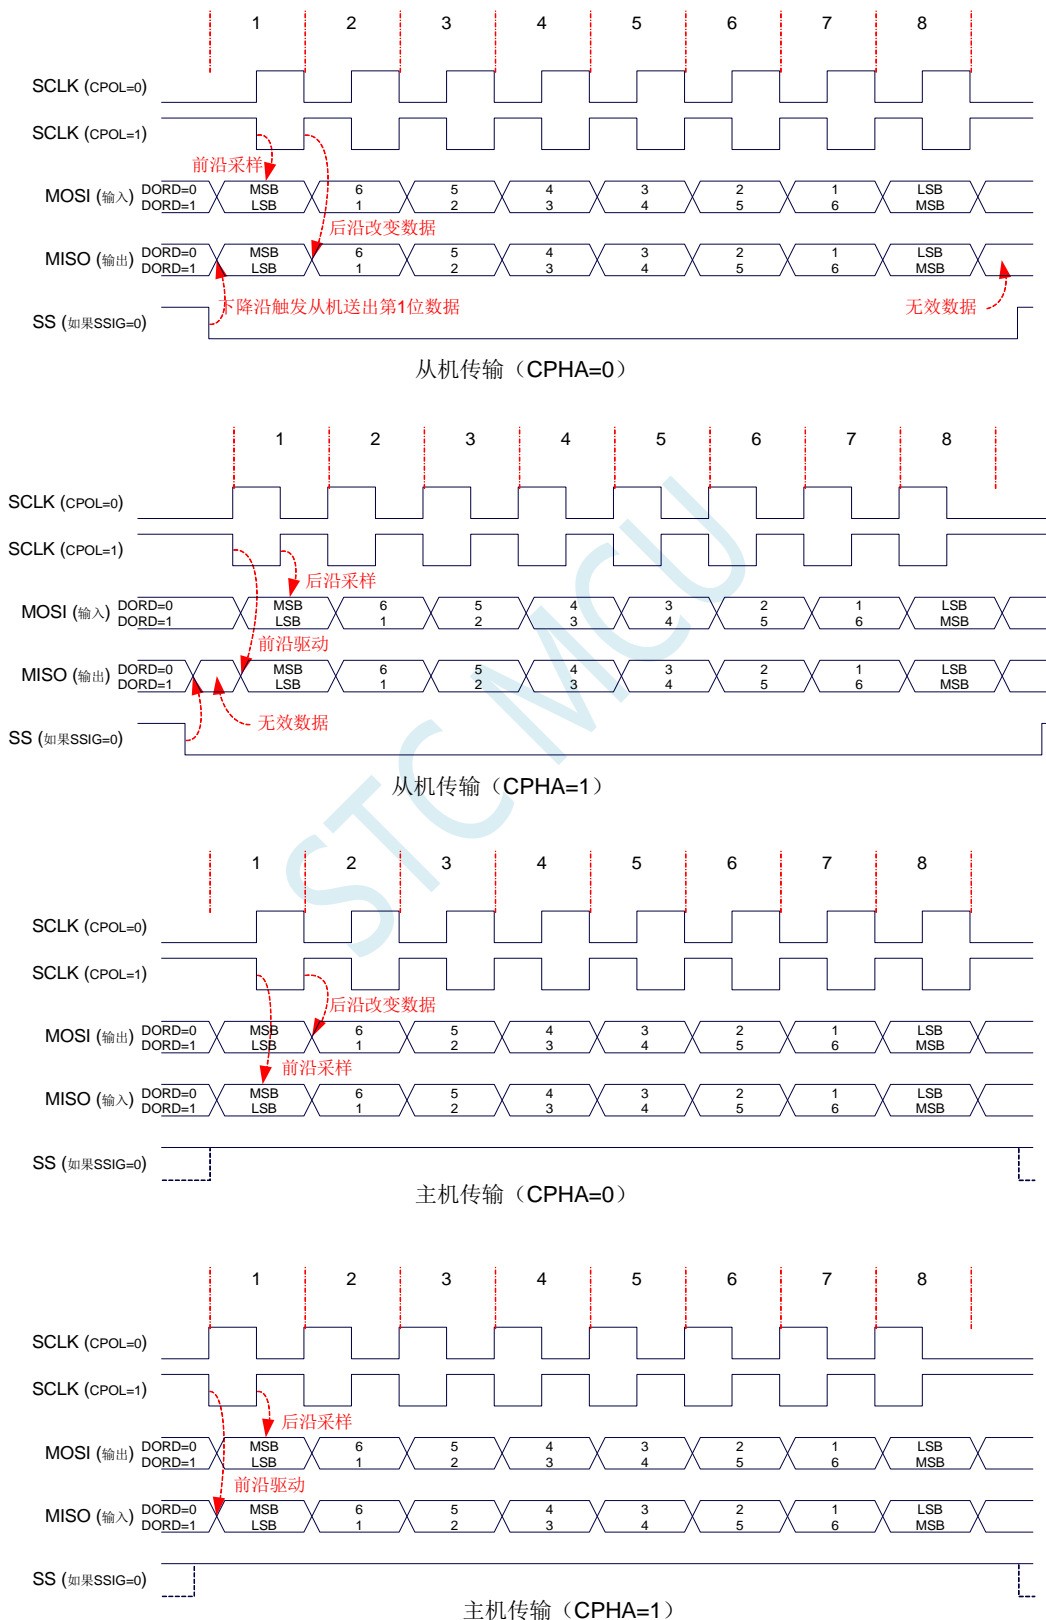 1 2 3 4 5 6 7 8
SCLK (CPOL=0)
SCLK (CPOL=1)
前沿采样
MOSI (输入) DORD=0 MSB 6 5 4 3 2 1 LSB
DORD=1 LSB 1 2 3 4 5 6 MSB
后沿改变数据
MISO (输出) DORD=0 MSB 6 5 4 3 2 1 LSB
DORD=1 LSB 1 2 3 4 5 6 MSB
下降沿触发从机送出第1位数据 无效数据
SS (如果SSIG=0)
从机传输（CPHA=0）
1 2 3 4 5 6 7 8
SCLK (CPOL=0)
SCLK (CPOL=1)
后沿采样
MOSI (输入) DORD=0 MSB 6 5 4 3 2 1 LSB
DORD=1 LSB 1 2 3 4 5 6 MSB
前沿驱动
MISO (输出) DORD=0 MSB 6 5 4 3 2 1 LSB
DORD=1 LSB 1 2 3 4 5 6 MSB
无效数据
SS (如果SSIG=0)
从机传输（CPHA=1）
STC MCU
1 2 3 4 5 6 7 8
SCLK (CPOL=0)
SCLK (CPOL=1)
后沿改变数据
MOSI (输出) DORD=0 MSB 6 5 4 3 2 1 LSB
DORD=1 LSB 1 2 3 4 5 6 MSB
前沿采样
MISO (输入) DORD=0 MSB 6 5 4 3 2 1 LSB
DORD=1 LSB 1 2 3 4 5 6 MSB
SS (如果SSIG=0)
主机传输（CPHA=0）
1 2 3 4 5 6 7 8
SCLK (CPOL=0)
SCLK (CPOL=1)
后沿采样
MOSI (输出) DORD=0 MSB 6 5 4 3 2 1 LSB
DORD=1 LSB 1 2 3 4 5 6 MSB
前沿驱动
MISO (输入) DORD=0 MSB 6 5 4 3 2 1 LSB
DORD=1 LSB 1 2 3 4 5 6 MSB
SS (如果SSIG=0)
主机传输（CPHA=1）